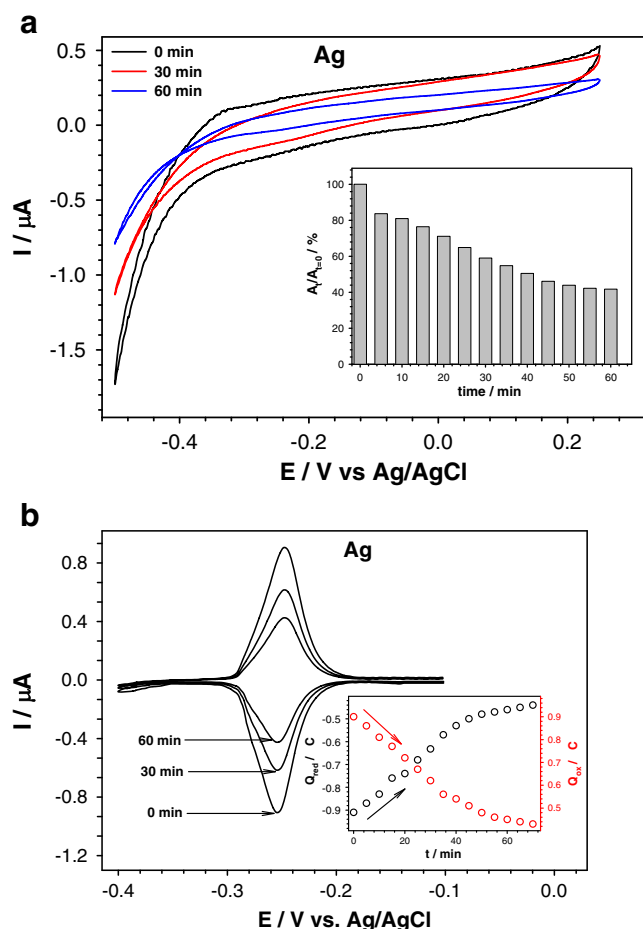 a
Ag
0 min
30 min
60 min
0.5
0.0
-0.5
-1.0
-1.5
I / µA
-0.4 -0.2 0.0 0.2
E / V vs Ag/AgCl
100
80
60
40
20
0
At/At=0 / %
0 10 20 30 40 50 60
time / min
b
Ag
0.8
0.4
0.0
-0.4
-0.8
-1.2
I / µA
60 min
30 min
0 min
-0.4 -0.3 -0.2 -0.1 0.0
E / V vs. Ag/AgCl
-0.5
-0.6
-0.7
-0.8
-0.9
Qred / C
0.9
0.8
0.7
0.6
0.5
Qox / C
0 20 40 60
t / min